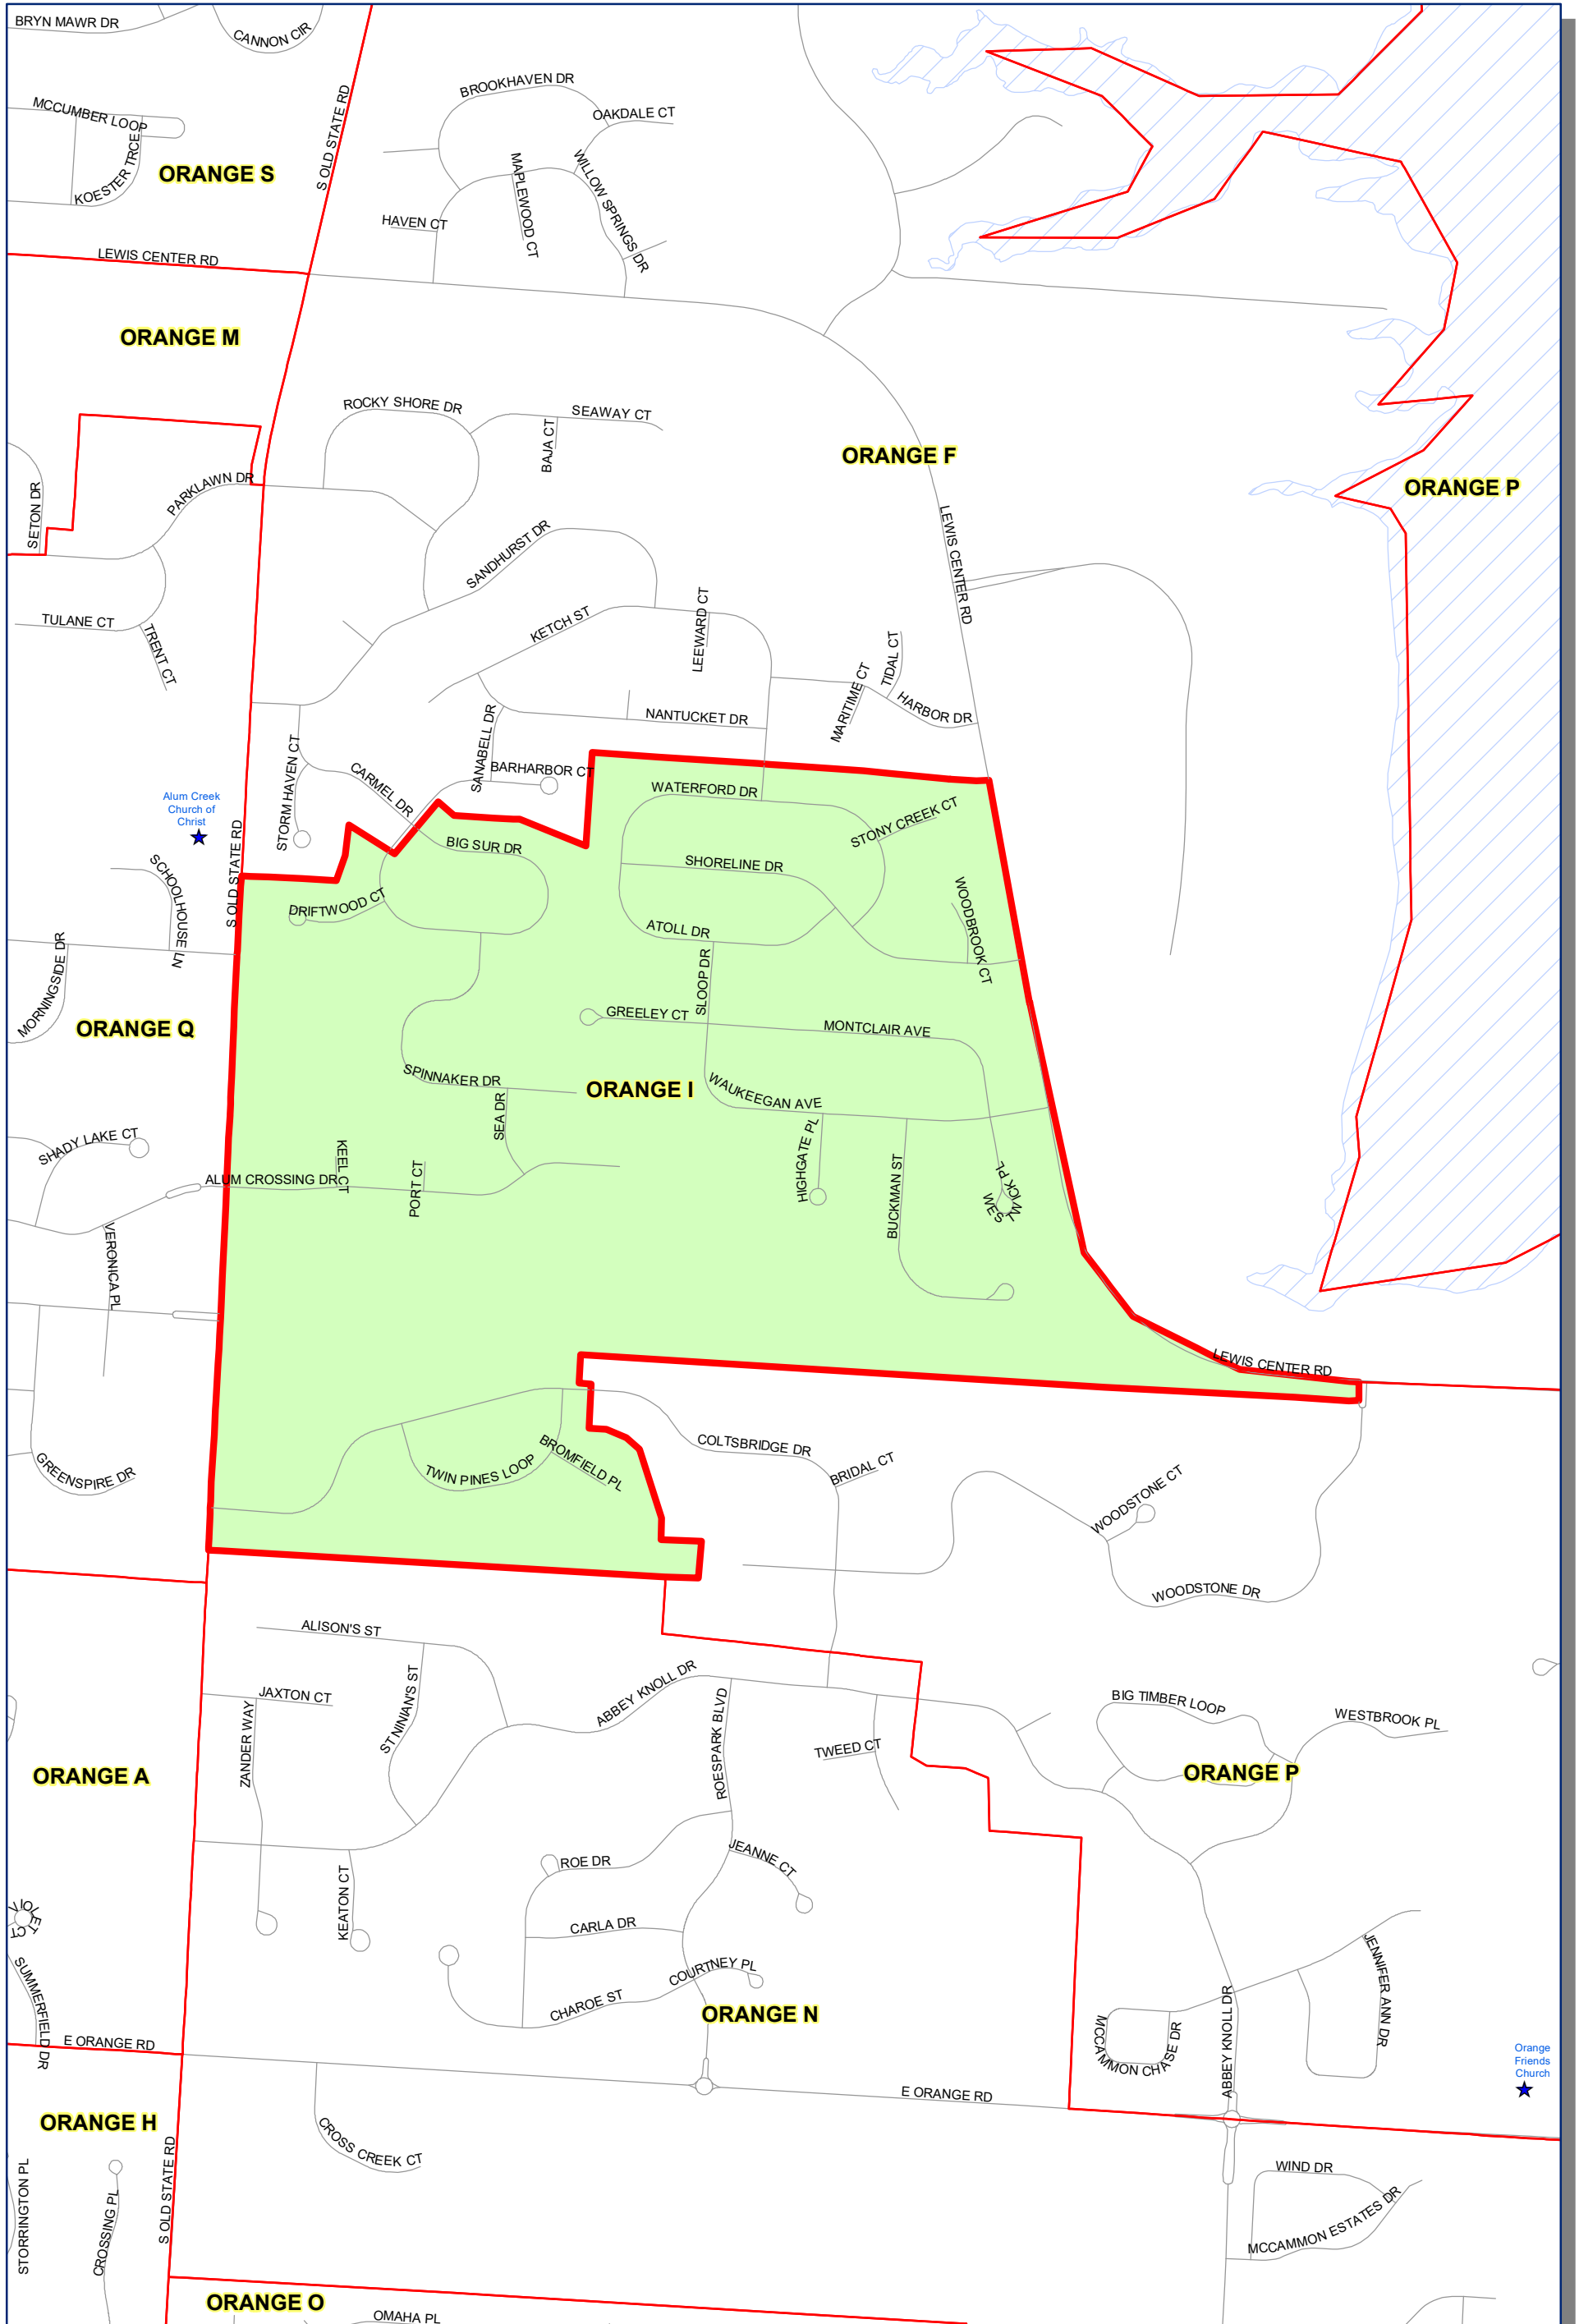 BRYN MAWR DR
CANNON CIR
MCCUMBER LOOP
KOESTER TRCE
ORANGE S
S OLD STATE RD
BROOKHAVEN DR
OAKDALE CT
MAPLEWOOD CT
WILLOW SPRINGS DR
HAVEN CT
LEWIS CENTER RD
ORANGE M
ROCKY SHORE DR
SEAWAY CT
BAJA CT
ORANGE F
ORANGE P
PARKLAWN DR
SETON DR
LEWIS CENTER RD
SANDHURST DR
KETCH ST
LEEWARD CT
TULANE CT
TRENT CT
TIDAL CT
MARITIME CT
HARBOR DR
NANTUCKET DR
SANABELL DR
STORM HAVEN CT
CARMEL DR
BARHARBOR CT
WATERFORD DR
STONY CREEK CT
Alum Creek
Church of
Christ
S OLD STATE RD
BIG SUR DR
SHORELINE DR
SCHOOLHOUSE LN
DRIFTWOOD CT
WOODBROOK CT
ATOLL DR
MORNINGSIDE DR
SLOOP DR
ORANGE Q
GREELEY CT
MONTCLAIR AVE
SPINNAKER DR
ORANGE I
WAUKEEGAN AVE
SEA DR
SHADY LAKE CT
KEEL CT
HIGHGATE PL
ALUM CROSSING DR
PORT CT
BUCKMAN ST
WESTWICK PL
VERONICA PL
LEWIS CENTER RD
COLTSBRIDGE DR
BROMFIELD PL
TWIN PINES LOOP
BRIDAL CT
GREENSPIRE DR
WOODSTONE CT
WOODSTONE DR
ALISON'S ST
ST NINIAN'S ST
ABBEY KNOLL DR
JAXTON CT
ZANDER WAY
ROESPARK BLVD
TWEED CT
BIG TIMBER LOOP
WESTBROOK PL
ORANGE A
ORANGE P
ROE DR
JEANNE CT
KEATON CT
CARLA DR
VIOLET CT
SUMMERFIELD DR
COURTNEY PL
CHAROE ST
ORANGE N
JENNIFER ANN DR
MCCAMMON CHASE DR
ABBEY KNOLL DR
E ORANGE RD
Orange
Friends
Church
E ORANGE RD
ORANGE H
CROSS CREEK CT
S OLD STATE RD
STORRINGTON PL
CROSSING PL
WIND DR
MCCAMMON ESTATES DR
ORANGE O
OMAHA PL